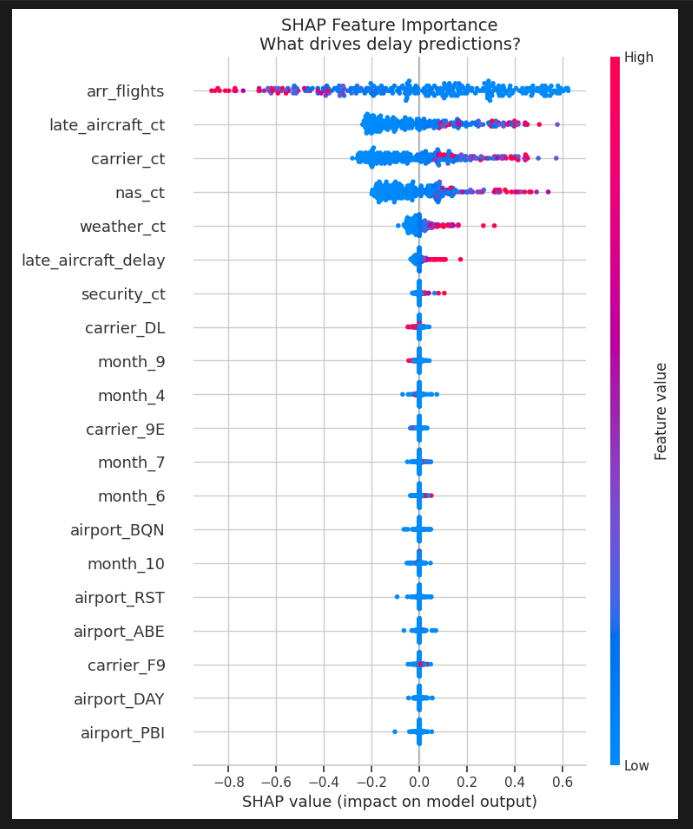 SHAP Feature Importance
What drives delay predictions?
High
arr_flights
late_aircraft_ct
carrier_ct
nas_ct
weather_ct
late_aircraft_delay
security_ct
carrier_DL
month_9
month_4
carrier_9E
month_7
month_6
airport_BQN
month_10
airport_RST
airport_ABE
carrier_F9
airport_DAY
airport_PBI
Feature value
Low
−0.8 −0.6 −0.4 −0.2 0.0 0.2 0.4 0.6
SHAP value (impact on model output)